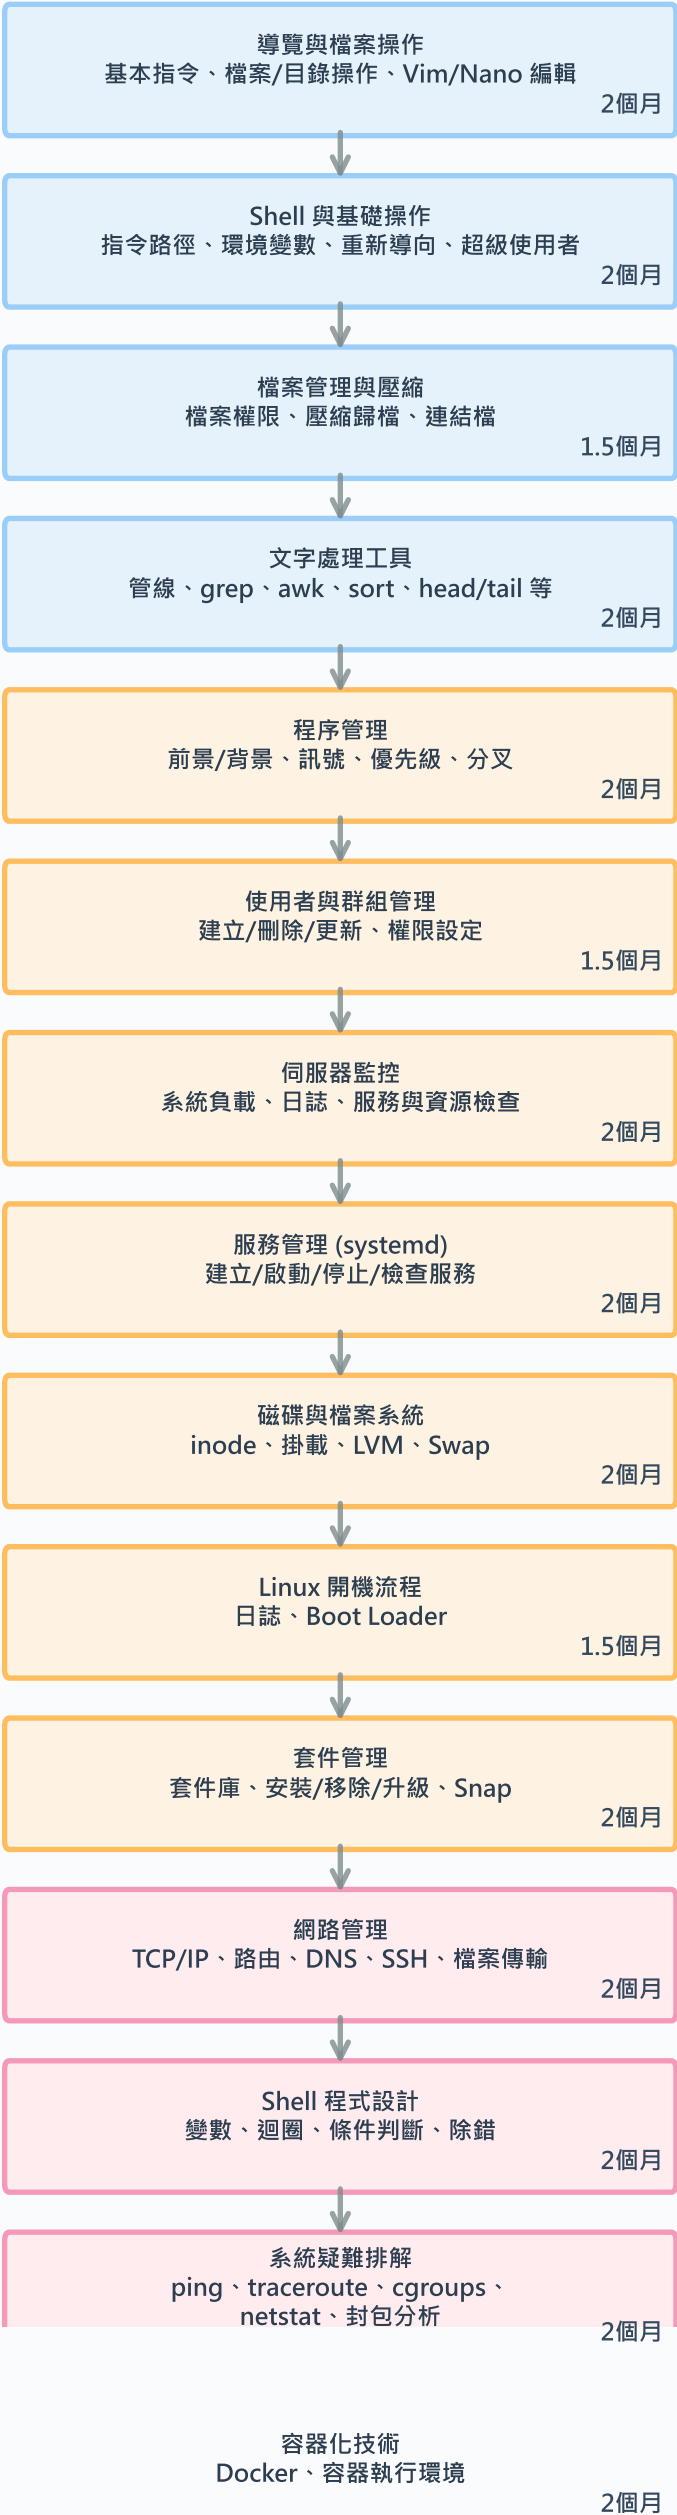 導覽與檔案操作
基本指令、檔案/目錄操作、Vim/Nano 編輯
2個月
Shell 與基礎操作
指令路徑、環境變數、重新導向、超級使用者
2個月
檔案管理與壓縮
檔案權限、壓縮歸檔、連結檔
1.5個月
文字處理工具
管線、grep、awk、sort、head/tail 等
2個月
程序管理
前景/背景、訊號、優先級、分叉
2個月
使用者與群組管理
建立/刪除/更新、權限設定
1.5個月
伺服器監控
系統負載、日誌、服務與資源檢查
2個月
服務管理 (systemd)
建立/啟動/停止/檢查服務
2個月
磁碟與檔案系統
inode、掛載、LVM、Swap
2個月
Linux 開機流程
日誌、Boot Loader
1.5個月
套件管理
套件庫、安裝/移除/升級、Snap
2個月
網路管理
TCP/IP、路由、DNS、SSH、檔案傳輸
2個月
Shell 程式設計
變數、迴圈、條件判斷、除錯
2個月
系統疑難排解
ping、traceroute、cgroups、
netstat、封包分析
2個月
容器化技術
Docker、容器執行環境
2個月